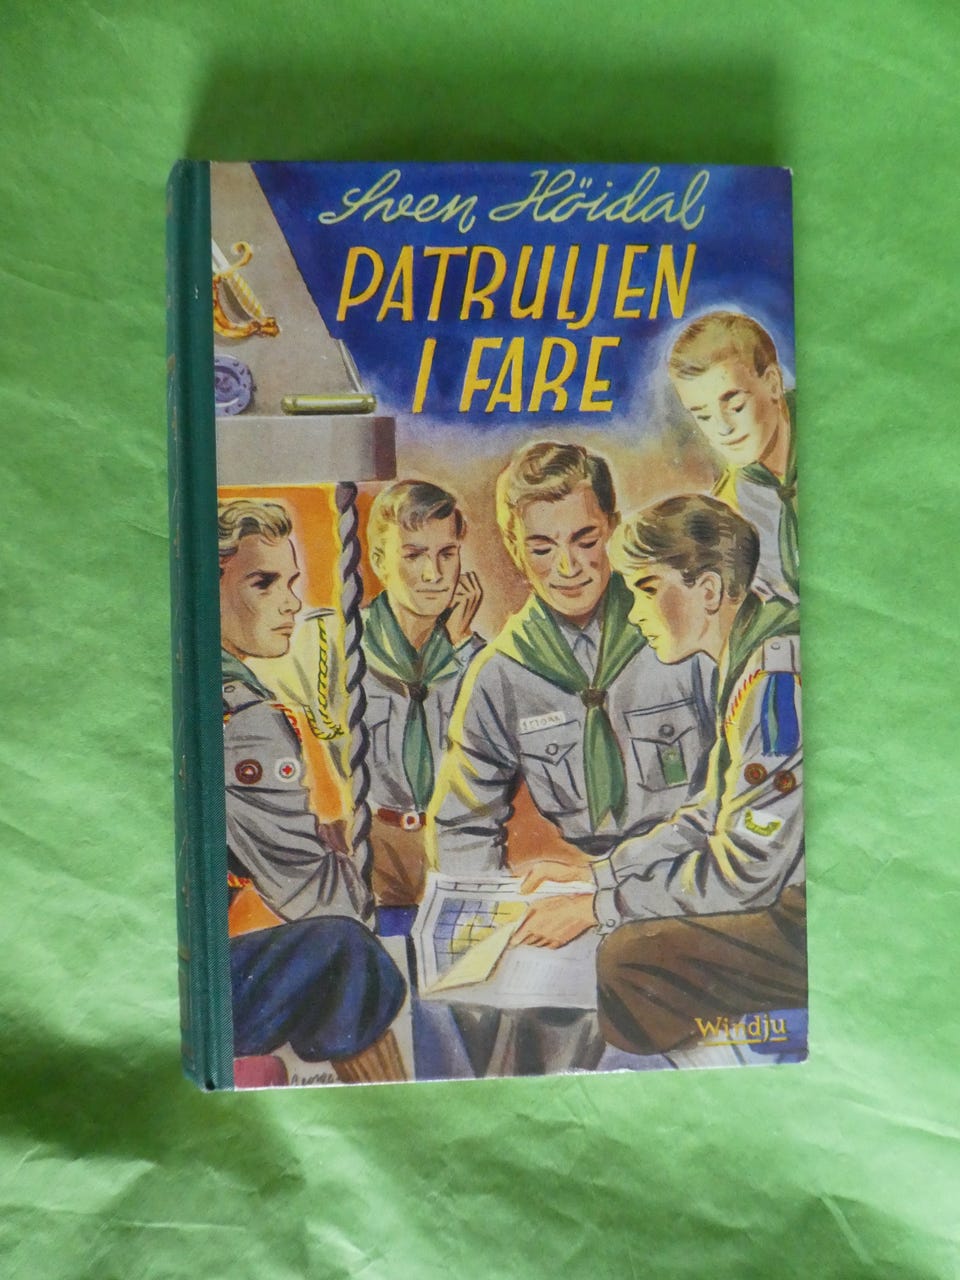 Sven Höidal
PATRULJEN
I FARE
Windju